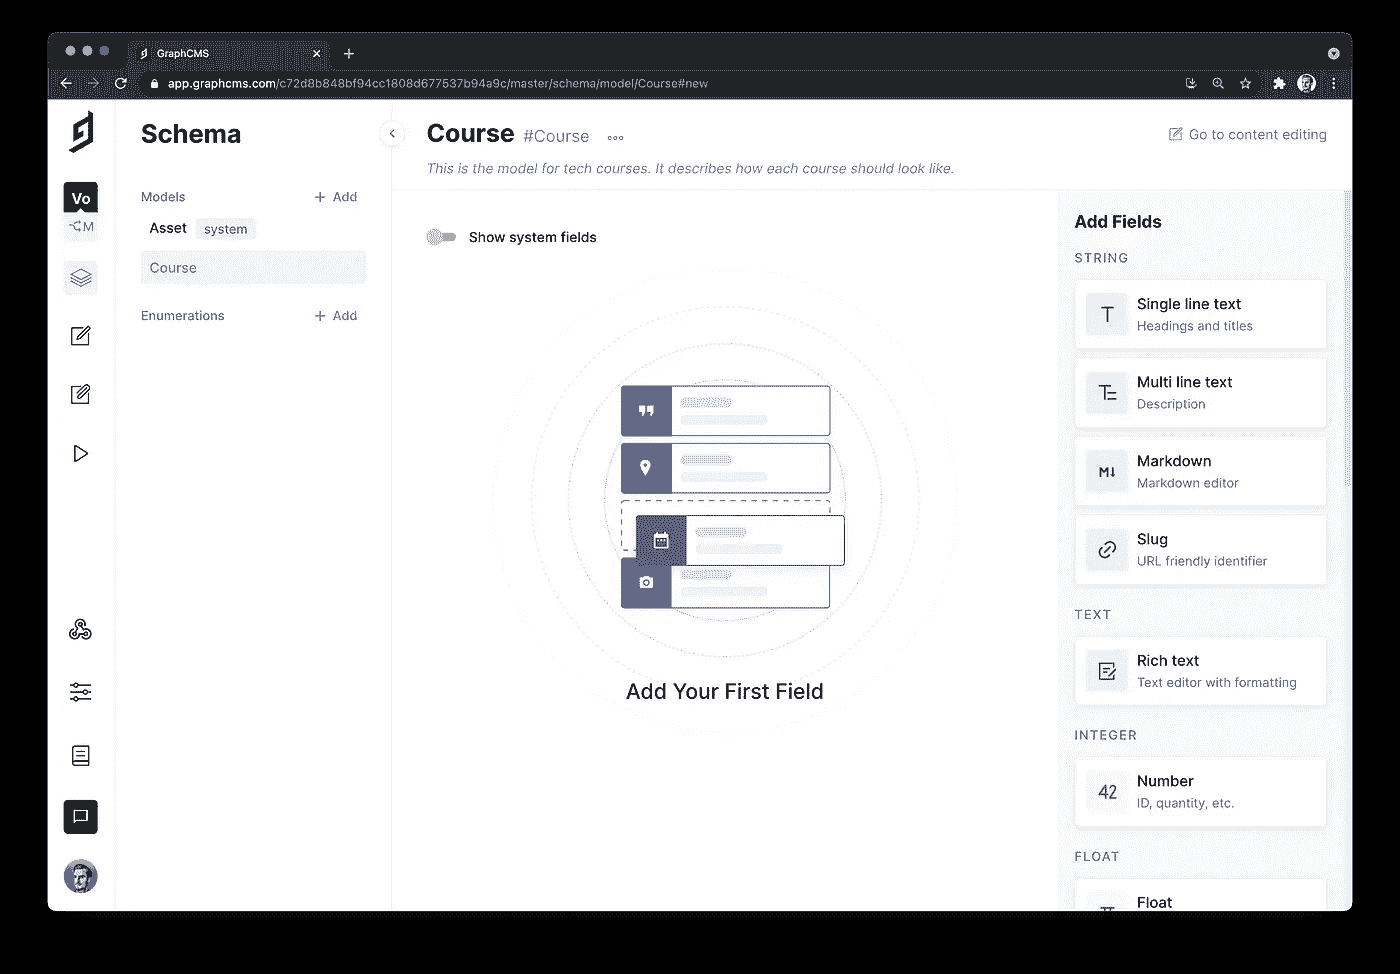 GraphCMS
app.graphcms.com/c72d8b848bf94cc1808d677537b94a9c/master/schema/model/Course#new
Schema
Course #Course
Go to content editing
This is the model for tech courses. It describes how each course should look like.
Vo
M
Models
Add
Asset system
Course
Enumerations
Add
Show system fields
Add Your First Field
Add Fields
STRING
T
Single line text
Headings and titles
Multi line text
Description
M↓
Markdown
Markdown editor
Slug
URL friendly identifier
TEXT
Rich text
Text editor with formatting
INTEGER
42
Number
ID, quantity, etc.
FLOAT
Float